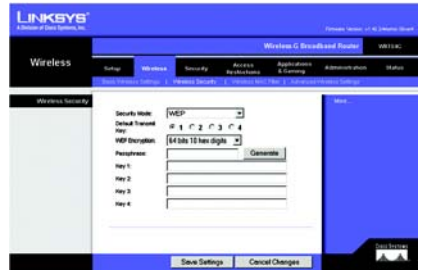 LINKSYS®
A Division of Cisco Systems, Inc.
Wireless-G Broadband Router
Wireless
Setup Wireless Security Access Restrictions Applications & Gaming Administration Status
Basic Wireless Settings | Wireless Security | Wireless MAC Filter | Advanced Wireless Settings
Wireless Security
Security Mode: WEP
Default Transmit Key: 1 2 3 4
WEP Encryption: 64 bits 10 hex digits
Passphrase: Generate
Key 1:
Key 2:
Key 3:
Key 4:
More...
Save Settings Cancel Changes
Cisco Systems